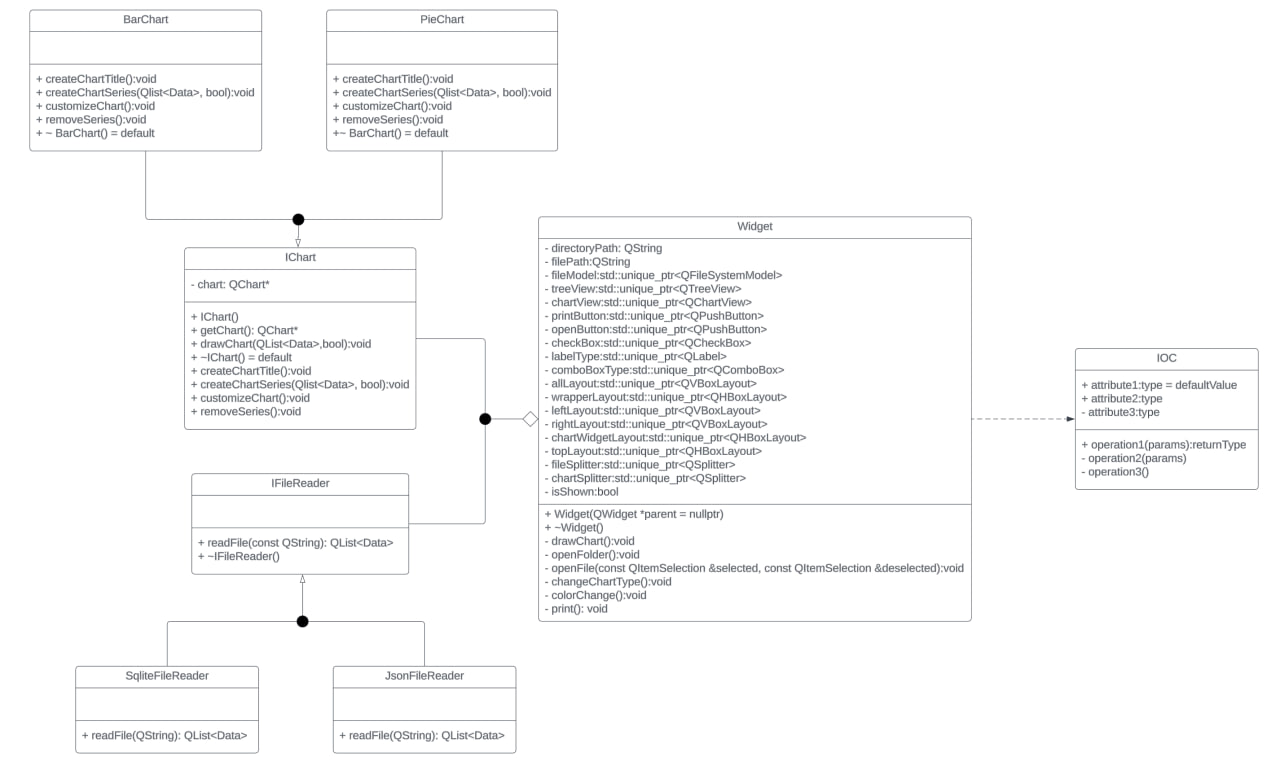 BarChart
+ createChartTitle():void
+ createChartSeries(Qlist<Data>, bool):void
+ customizeChart():void
+ removeSeries():void
+ ~ BarChart() = default
PieChart
+ createChartTitle():void
+ createChartSeries(Qlist<Data>, bool):void
+ customizeChart():void
+ removeSeries():void
+~ BarChart() = default
IChart
- chart: QChart*
+ IChart()
+ getChart(): QChart*
+ drawChart(QList<Data>,bool):void
+ ~IChart() = default
+ createChartTitle():void
+ createChartSeries(Qlist<Data>, bool):void
+ customizeChart():void
+ removeSeries():void
Widget
- directoryPath: QString
- filePath:QString
- fileModel:std::unique_ptr<QFileSystemModel>
- treeView:std::unique_ptr<QTreeView>
- chartView:std::unique_ptr<QChartView>
- printButton:std::unique_ptr<QPushButton>
- openButton:std::unique_ptr<QPushButton>
- checkBox:std::unique_ptr<QCheckBox>
- labelType:std::unique_ptr<QLabel>
- comboBoxType:std::unique_ptr<QComboBox>
- allLayout:std::unique_ptr<QVBoxLayout>
- wrapperLayout:std::unique_ptr<QHBoxLayout>
- leftLayout:std::unique_ptr<QVBoxLayout>
- rightLayout:std::unique_ptr<QVBoxLayout>
- chartWidgetLayout:std::unique_ptr<QHBoxLayout>
- topLayout:std::unique_ptr<QHBoxLayout>
- fileSplitter:std::unique_ptr<QSplitter>
- chartSplitter:std::unique_ptr<QSplitter>
- isShown:bool
+ Widget(QWidget *parent = nullptr)
+ ~Widget()
- drawChart():void
- openFolder():void
- openFile(const QItemSelection &selected, const QItemSelection &deselected):void
- changeChartType():void
- colorChange():void
- print(): void
IOC
+ attribute1:type = defaultValue
+ attribute2:type
- attribute3:type
+ operation1(params):returnType
- operation2(params)
- operation3()
IFileReader
+ readFile(const QString): QList<Data>
+ ~IFileReader()
SqliteFileReader
+ readFile(QString): QList<Data>
JsonFileReader
+ readFile(QString): QList<Data>